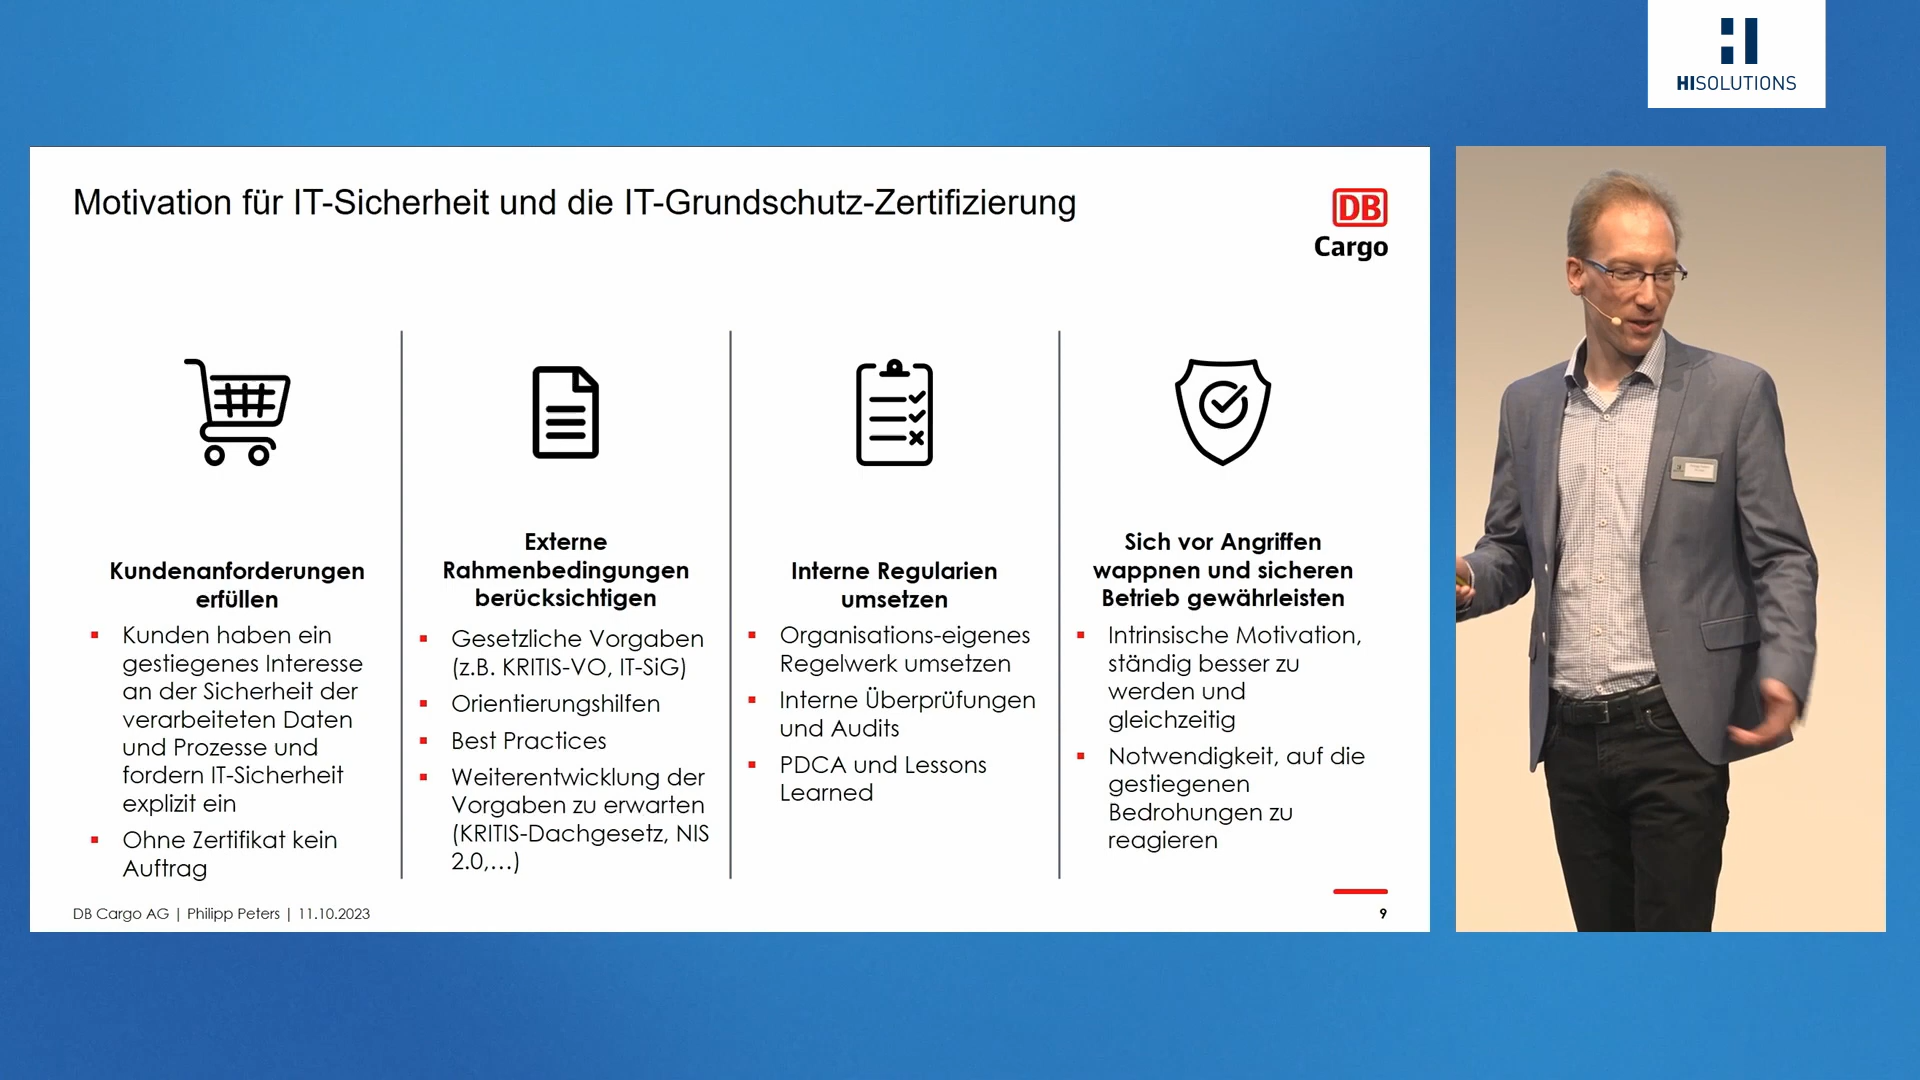 HISOLUTIONS
Motivation für IT-Sicherheit und die IT-Grundschutz-Zertifizierung
DB
Cargo
Kundenanforderungen
erfüllen
Kunden haben ein
gestiegenes Interesse
an der Sicherheit der
verarbeiteten Daten
und Prozesse und
fordern IT-Sicherheit
explizit ein
Ohne Zertifikat kein
Auftrag
Externe
Rahmenbedingungen
berücksichtigen
Gesetzliche Vorgaben
(z.B. KRITIS-VO, IT-SiG)
Orientierungshilfen
Best Practices
Weiterentwicklung der
Vorgaben zu erwarten
(KRITIS-Dachgesetz, NIS
2.0,…)
Interne Regularien
umsetzen
Organisations-eigenes
Regelwerk umsetzen
Interne Überprüfungen
und Audits
PDCA und Lessons
Learned
Sich vor Angriffen
wappnen und sicheren
Betrieb gewährleisten
Intrinsische Motivation,
ständig besser zu
werden und
gleichzeitig
Notwendigkeit, auf die
gestiegenen
Bedrohungen zu
reagieren
DB Cargo AG | Philipp Peters | 11.10.2023
9